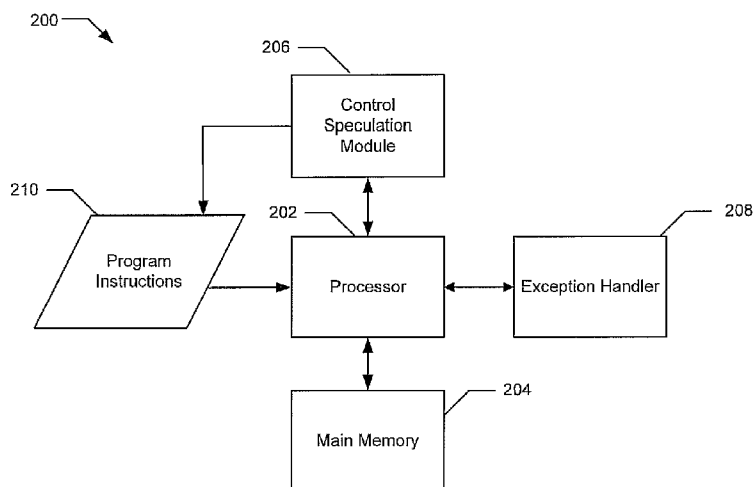 200
206
Control
Speculation
Module
210
202
208
Program
Instructions
Processor
Exception Handler
204
Main Memory